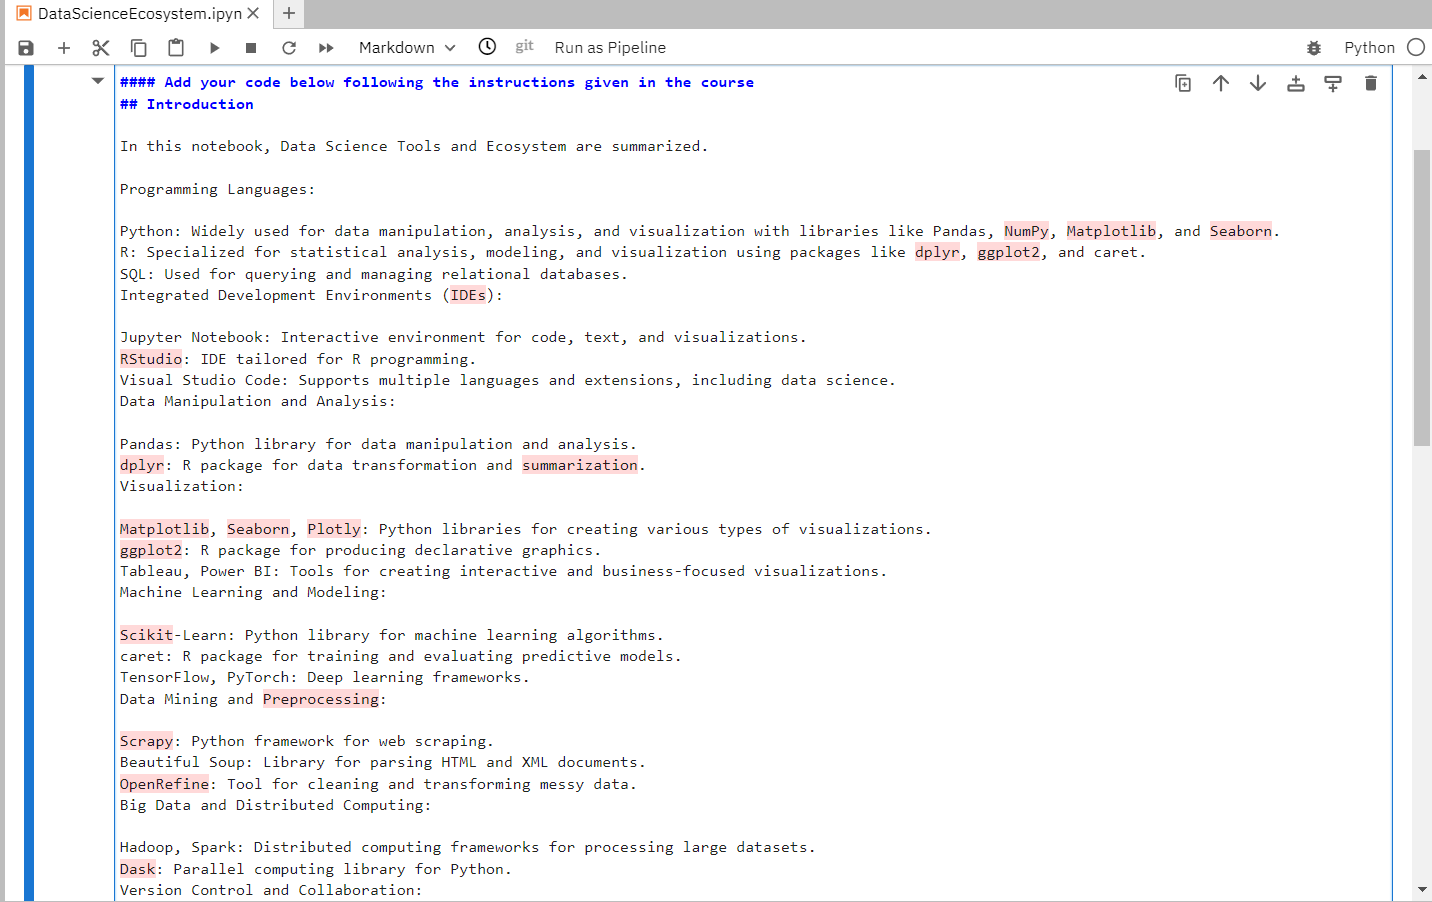 DataScienceEcosystem.ipyn
Markdown git Run as Pipeline Python
#### Add your code below following the instructions given in the course
## Introduction
In this notebook, Data Science Tools and Ecosystem are summarized.
Programming Languages:
Python: Widely used for data manipulation, analysis, and visualization with libraries like Pandas, NumPy, Matplotlib, and Seaborn.
R: Specialized for statistical analysis, modeling, and visualization using packages like dplyr, ggplot2, and caret.
SQL: Used for querying and managing relational databases.
Integrated Development Environments (IDEs):
Jupyter Notebook: Interactive environment for code, text, and visualizations.
RStudio: IDE tailored for R programming.
Visual Studio Code: Supports multiple languages and extensions, including data science.
Data Manipulation and Analysis:
Pandas: Python library for data manipulation and analysis.
dplyr: R package for data transformation and summarization.
Visualization:
Matplotlib, Seaborn, Plotly: Python libraries for creating various types of visualizations.
ggplot2: R package for producing declarative graphics.
Tableau, Power BI: Tools for creating interactive and business-focused visualizations.
Machine Learning and Modeling:
Scikit-Learn: Python library for machine learning algorithms.
caret: R package for training and evaluating predictive models.
TensorFlow, PyTorch: Deep learning frameworks.
Data Mining and Preprocessing:
Scrapy: Python framework for web scraping.
Beautiful Soup: Library for parsing HTML and XML documents.
OpenRefine: Tool for cleaning and transforming messy data.
Big Data and Distributed Computing:
Hadoop, Spark: Distributed computing frameworks for processing large datasets.
Dask: Parallel computing library for Python.
Version Control and Collaboration: